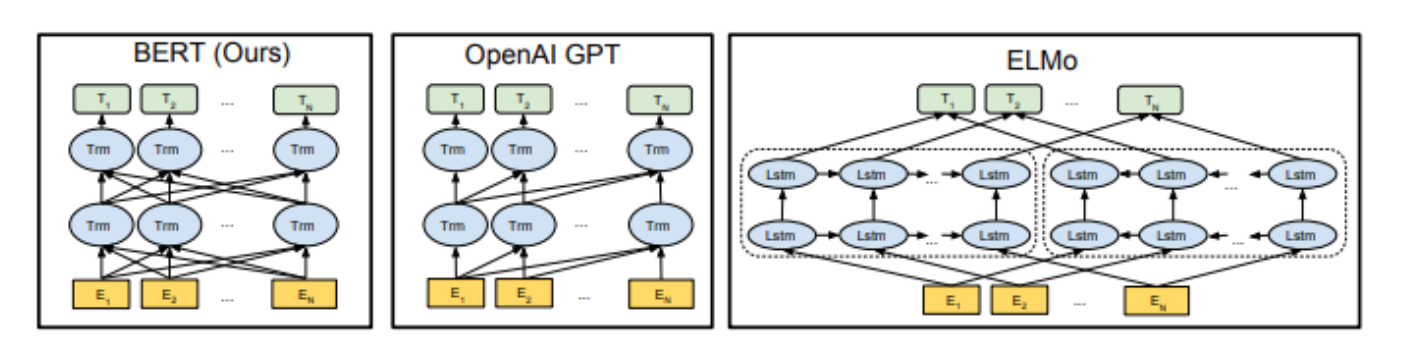 BERT (Ours) OpenAI GPT ELMo
T1 T2 .... TN T1 T2 .... TN T1 T2 .... TN
Trm Trm .... Trm Trm Trm .... Trm Lstm Lstm .... Lstm Lstm Lstm .... Lstm
Trm Trm .... Trm Trm Trm .... Trm Lstm Lstm .... Lstm Lstm Lstm .... Lstm
E1 E2 .... EN E1 E2 .... EN E1 E2 .... EN